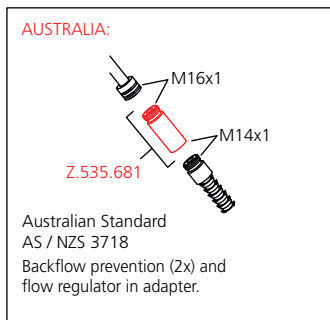 AUSTRALIA:
M16x1
M14x1
Z.535.681
Australian Standard
AS / NZS 3718
Backflow prevention (2x) and
flow regulator in adapter.